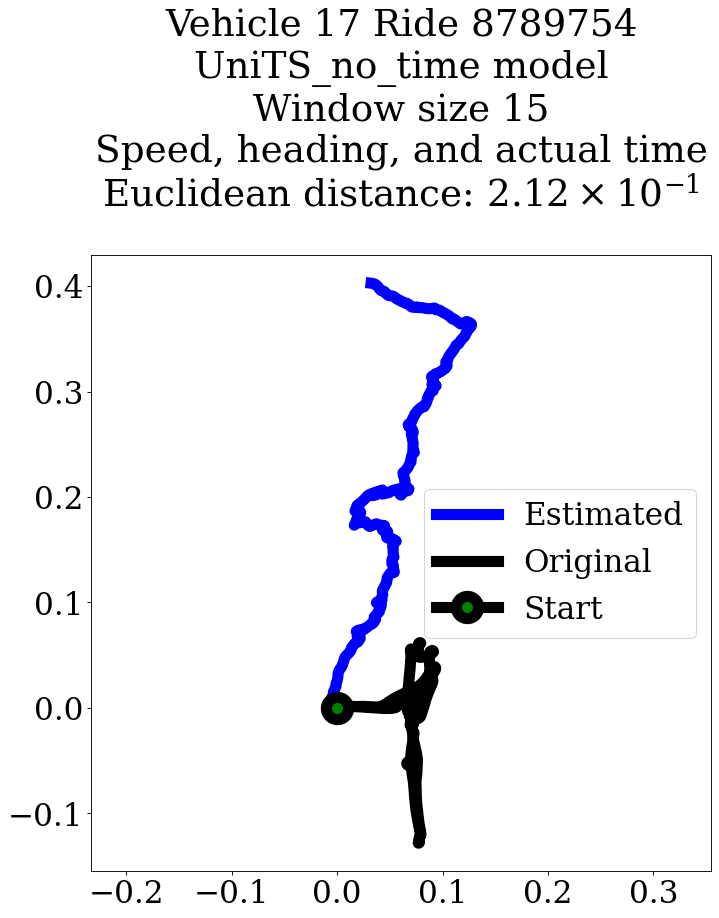 Vehicle 17 Ride 8789754
UniTS_no_time model
Window size 15
Speed, heading, and actual time
Euclidean distance: 2.12 × 10⁻¹
0.4
0.3
0.2
0.1
0.0
−0.1
Estimated
Original
Start
−0.2 −0.1 0.0 0.1 0.2 0.3